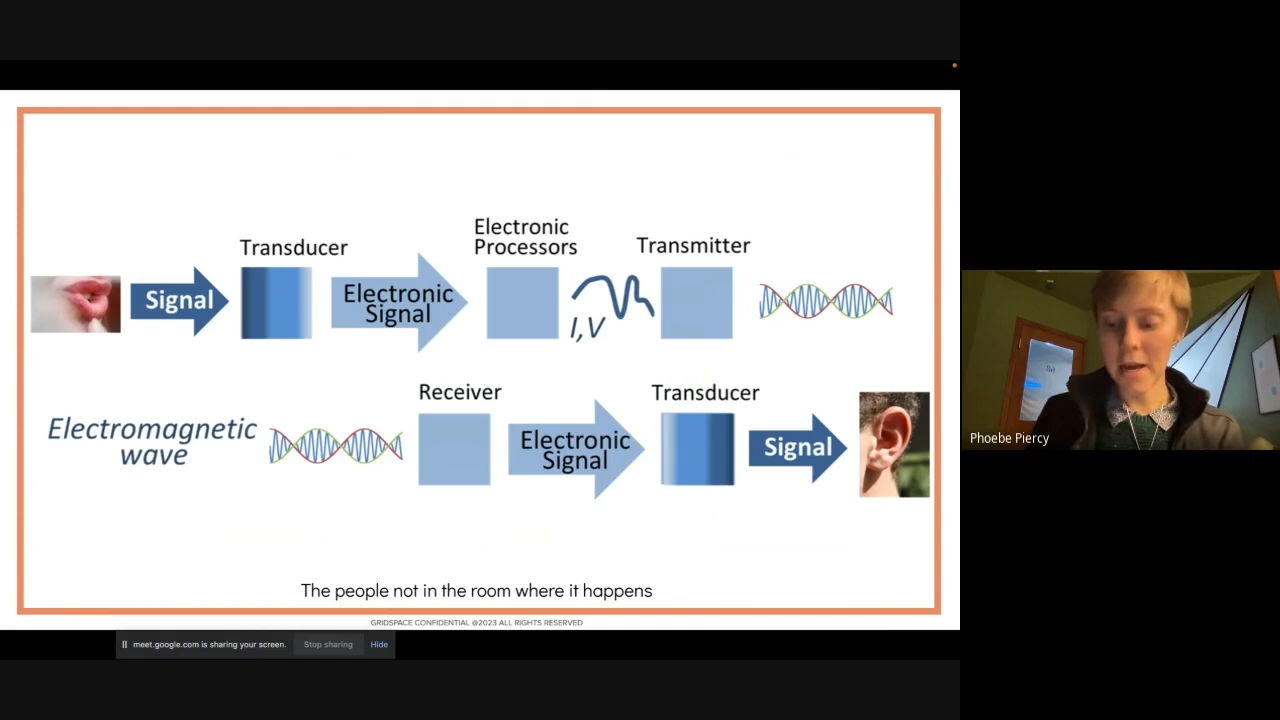 Electronic
Processors
Transducer
Transmitter
Signal
Electronic
Signal
I,V
Receiver
Transducer
Electromagnetic
wave
Electronic
Signal
Signal
Phoebe Piercy
The people not in the room where it happens
GRIDSPACE CONFIDENTIAL @2023 ALL RIGHTS RESERVED
meet.google.com is sharing your screen.
Stop sharing
Hide